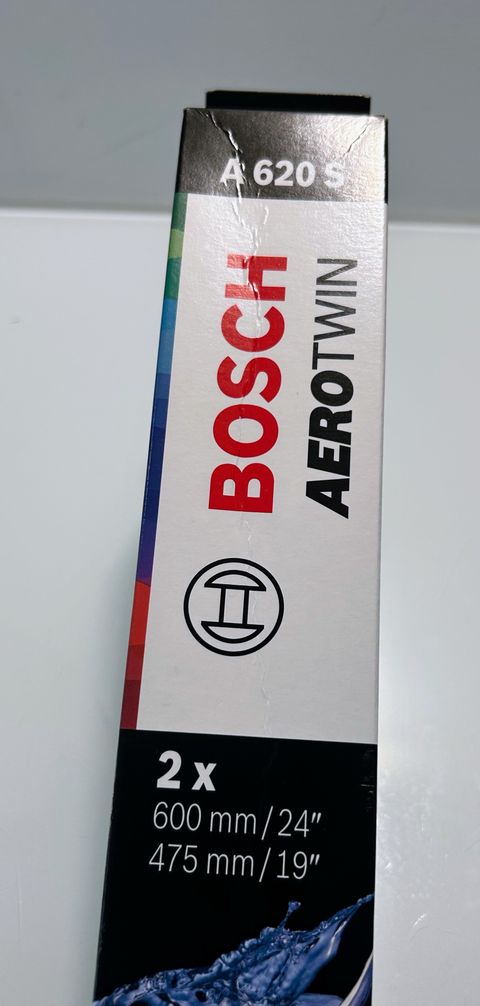 A 620 S
BOSCH
AEROTWIN
2 x
600 mm / 24"
475 mm / 19"